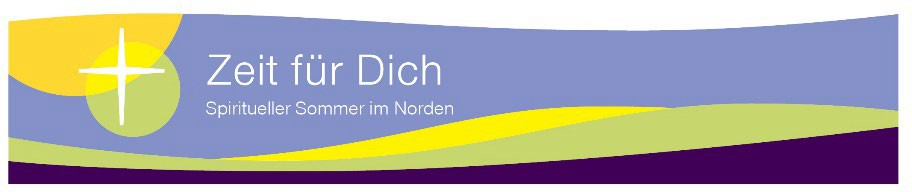 Zeit für Dich
Spiritueller Sommer im Norden